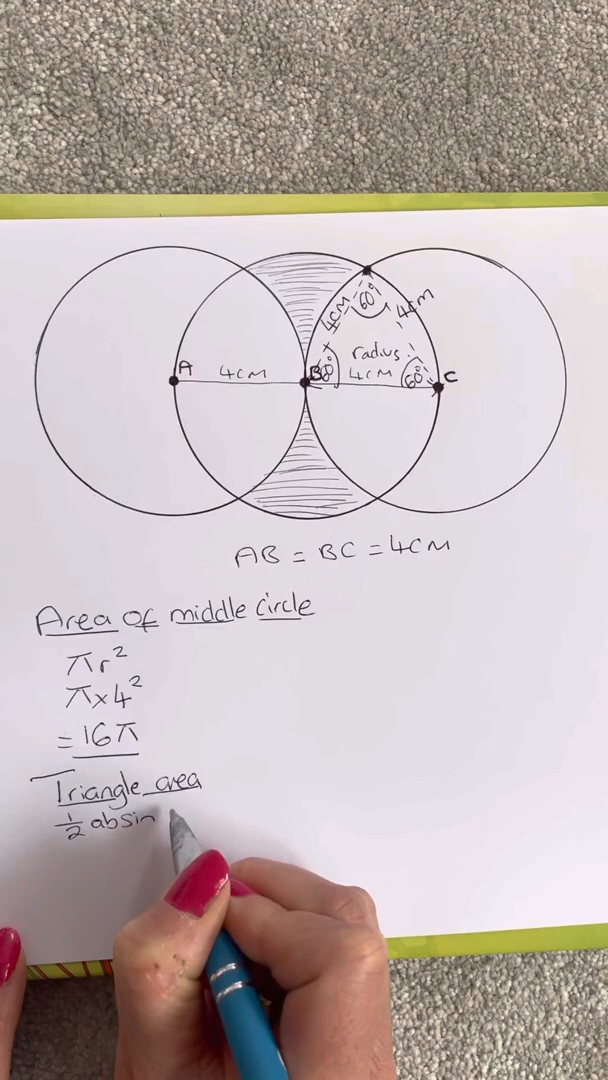 4cm 60° 4cm
A 4cm B 60° radius 4cm 60° C
AB = BC = 4cm
Area of middle circle
πr²
π×4²
=16π
Triangle area
½ absin